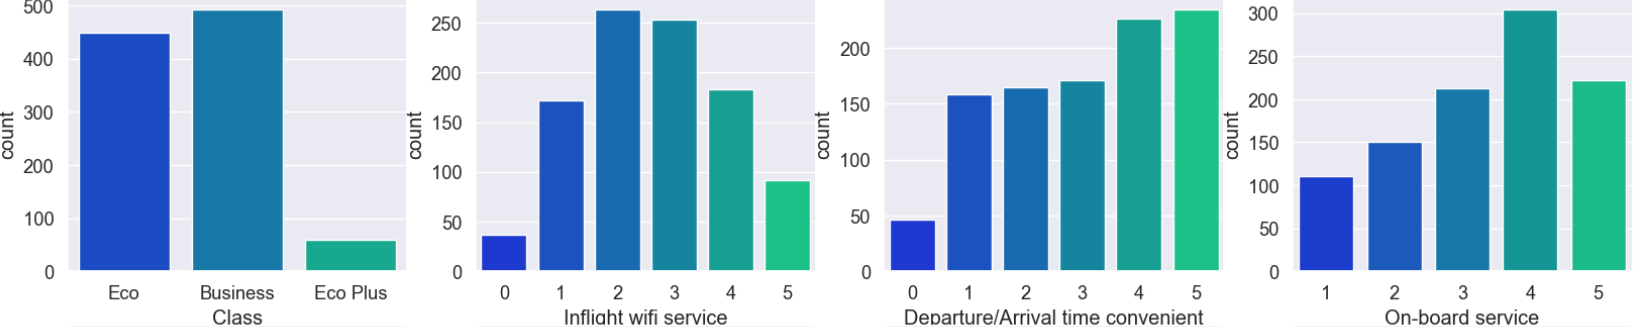 count
500
400
300
200
100
0
Eco Business Eco Plus
Class
count
250
200
150
100
50
0
0 1 2 3 4 5
Inflight wifi service
count
200
150
100
50
0
0 1 2 3 4 5
Departure/Arrival time convenient
count
300
250
200
150
100
50
0
1 2 3 4 5
On-board service